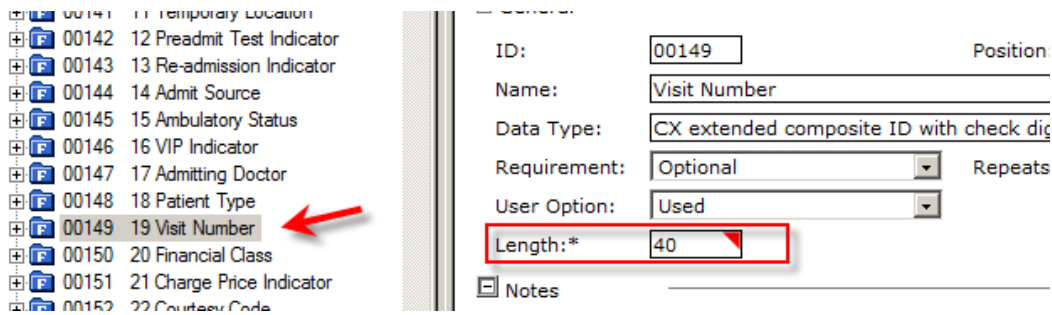 00141 11 Temporary Location
00142 12 Preadmit Test Indicator
00143 13 Re-admission Indicator
00144 14 Admit Source
00145 15 Ambulatory Status
00146 16 VIP Indicator
00147 17 Admitting Doctor
00148 18 Patient Type
00149 19 Visit Number
00150 20 Financial Class
00151 21 Charge Price Indicator
00152 22 Courtesy Code
General
ID: 00149 Position:
Name: Visit Number
Data Type: CX extended composite ID with check dig
Requirement: Optional Repeats
User Option: Used
Length:* 40
Notes